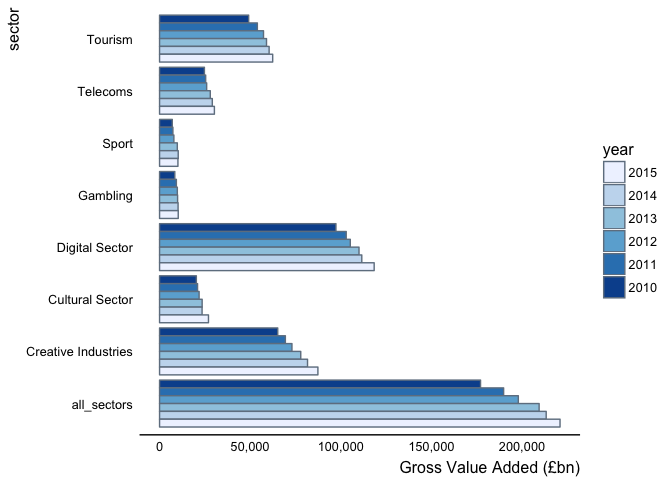 sector
Tourism
Telecoms
Sport
Gambling
Digital Sector
Cultural Sector
Creative Industries
all_sectors
0 50,000 100,000 150,000 200,000
Gross Value Added (£bn)
year
2015
2014
2013
2012
2011
2010